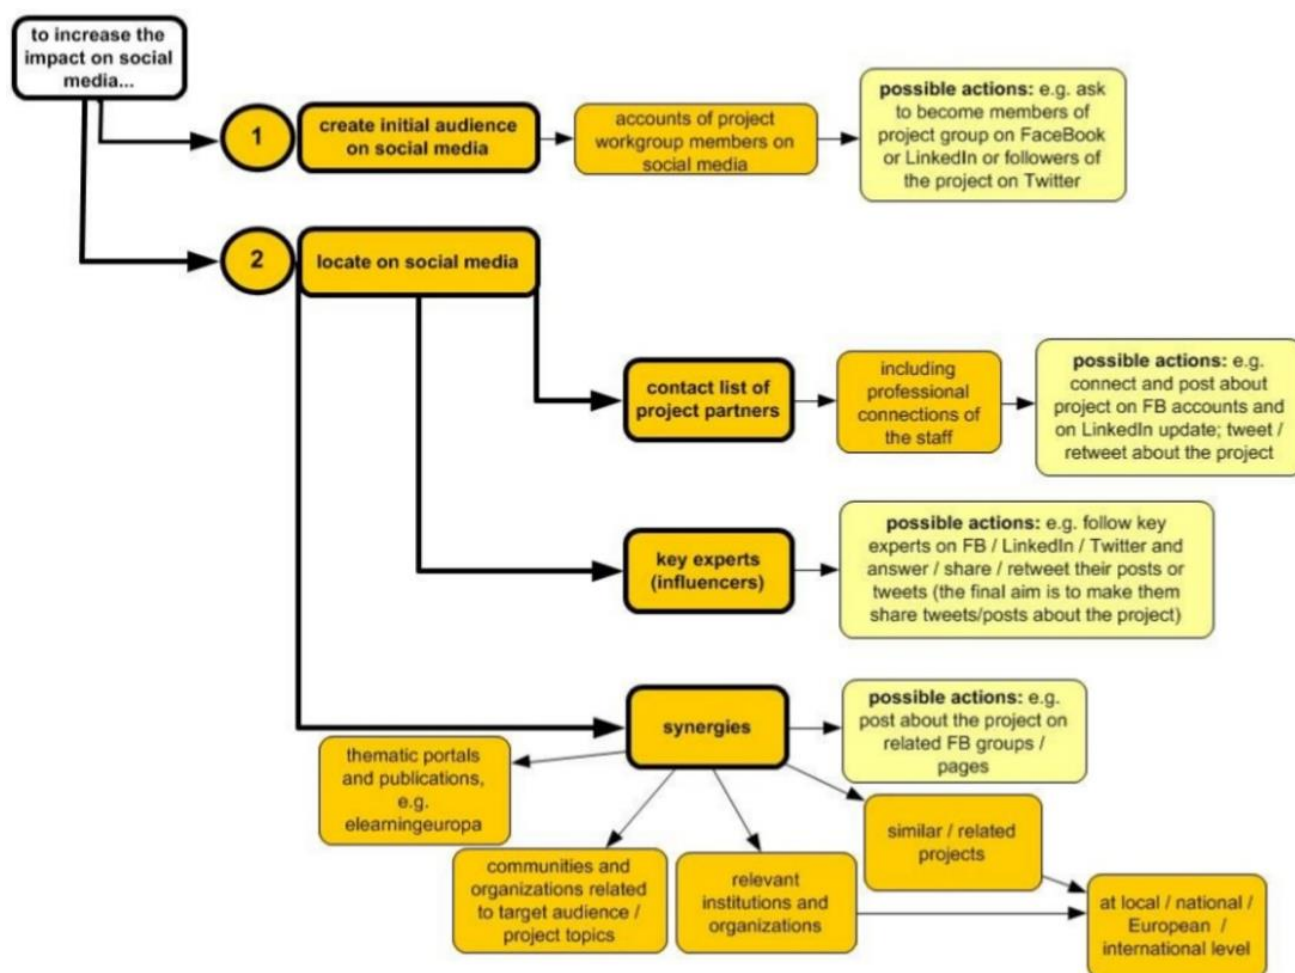 to increase the
impact on social
media...
1
create initial audience
on social media
accounts of project
workgroup members on
social media
possible actions: e.g. ask
to become members of
project group on FaceBook
or LinkedIn or followers of
the project on Twitter
2
locate on social media
contact list of
project partners
including
professional
connections of
the staff
possible actions: e.g.
connect and post about
project on FB accounts and
on LinkedIn update; tweet /
retweet about the project
key experts
(influencers)
possible actions: e.g. follow key
experts on FB / LinkedIn / Twitter and
answer / share / retweet their posts or
tweets (the final aim is to make them
share tweets/posts about the project)
synergies
possible actions: e.g.
post about the project on
related FB groups /
pages
thematic portals
and publications,
e.g.
elearningeuropa
communities and
organizations related
to target audience /
project topics
relevant
institutions and
organizations
similar / related
projects
at local / national /
European /
international level